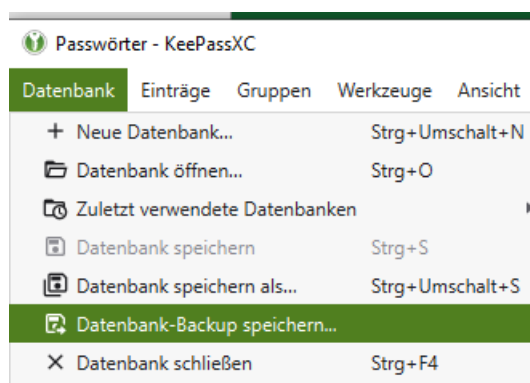 Passwörter - KeePassXC
Datenbank Einträge Gruppen Werkzeuge Ansicht
Neue Datenbank... Strg+Umschalt+N
Datenbank öffnen... Strg+O
Zuletzt verwendete Datenbanken
Datenbank speichern Strg+S
Datenbank speichern als... Strg+Umschalt+S
Datenbank-Backup speichern...
Datenbank schließen Strg+F4